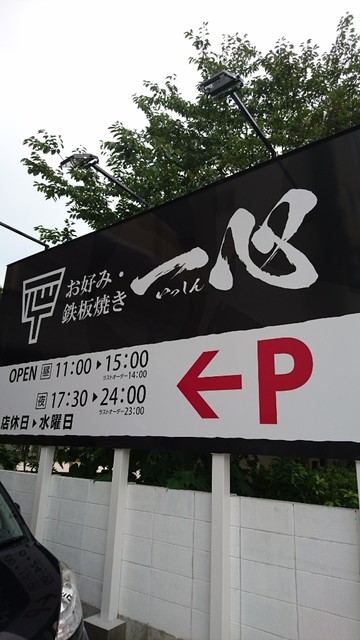 お好み・
鉄板焼き
一心
いっしん
OPEN 昼 11:00▶15:00
ラストオーダー14:00
夜 17:30▶24:00
ラストオーダー23:00
店休日▶水曜日
←P